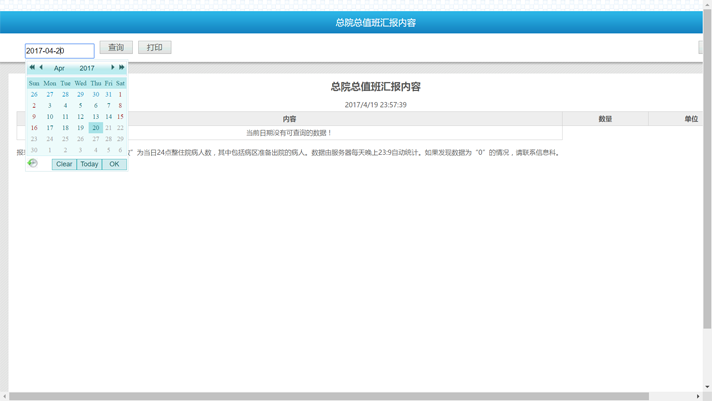 总院总值班汇报内容
2017-04-20 查询 打印
Apr 2017
总院总值班汇报内容
Sun Mon Tue Wed Thu Fri Sat
26 27 28 29 30 31 1
2017/4/19 23:57:39
2 3 4 5 6 7 8
9 10 11 12 13 14 15
内容 数量 单位
16 17 18 19 20 21 22
当前日期没有可查询的数据！
23 24 25 26 27 28 29
30 1 2 3 4 5 6
报 数”为当日24点整住院病人数，其中包括病区准备出院的病人。数据由服务器每天晚上23:9自动统计。如果发现数据为“0”的情况，请联系信息科。
Clear Today OK